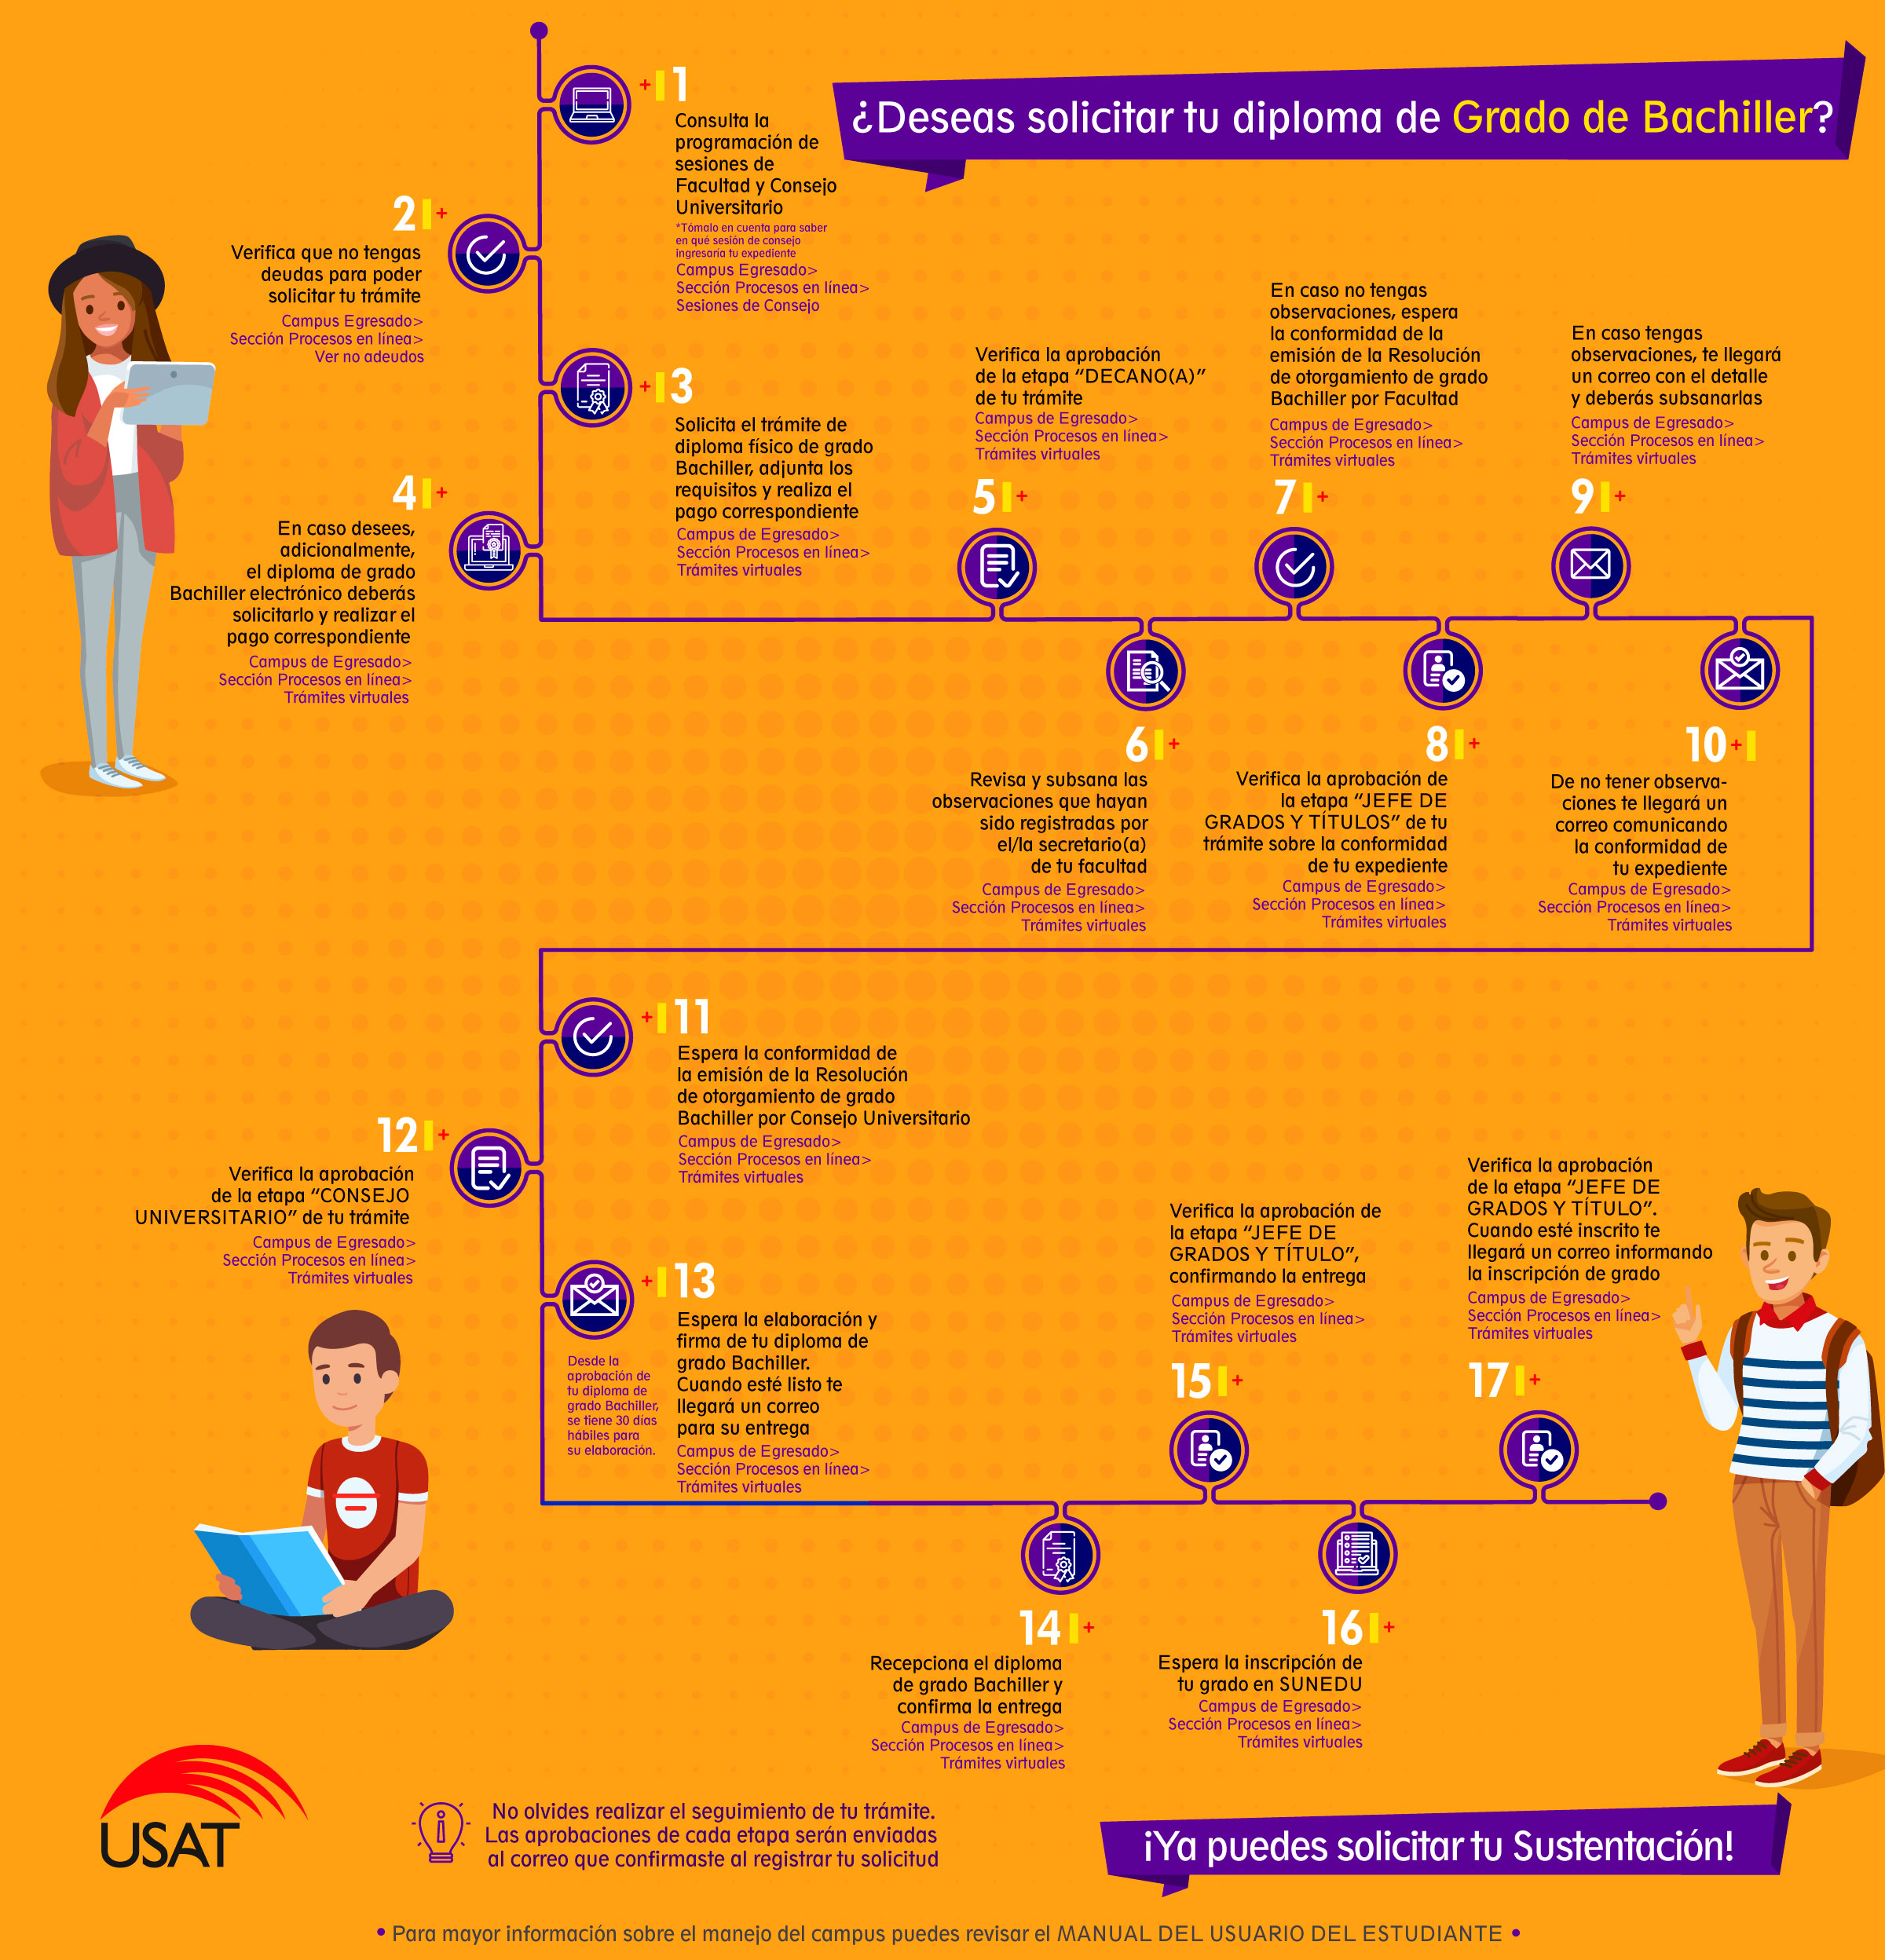 ¿Deseas solicitar tu diploma de Grado de Bachiller?
1
Consulta la
programación de
sesiones de
Facultad y Consejo
Universitario
*Tómalo en cuenta para saber
en qué sesión de consejo
ingresaría tu expediente
Campus Egresado>
Sección Procesos en línea>
Sesiones de Consejo
2
Verifica que no tengas
deudas para poder
solicitar tu trámite
Campus Egresado>
Sección Procesos en línea>
Ver no adeudos
3
Solicita el trámite de
diploma físico de grado
Bachiller, adjunta los
requisitos y realiza el
pago correspondiente
Campus de Egresado>
Sección Procesos en línea>
Trámites virtuales
4
En caso desees,
adicionalmente,
el diploma de grado
Bachiller electrónico deberás
solicitarlo y realizar el
pago correspondiente
Campus de Egresado>
Sección Procesos en línea>
Trámites virtuales
Verifica la aprobación
de la etapa “DECANO(A)”
de tu trámite
Campus de Egresado>
Sección Procesos en línea>
Trámites virtuales
5
6
Revisa y subsana las
observaciones que hayan
sido registradas por
el/la secretario(a)
de tu facultad
Campus de Egresado>
Sección Procesos en línea>
Trámites virtuales
En caso no tengas
observaciones, espera
la conformidad de la
emisión de la Resolución
de otorgamiento de grado
Bachiller por Facultad
Campus de Egresado>
Sección Procesos en línea>
Trámites virtuales
7
8
Verifica la aprobación de
la etapa “JEFE DE
GRADOS Y TÍTULOS” de tu
trámite sobre la conformidad
de tu expediente
Campus de Egresado>
Sección Procesos en línea>
Trámites virtuales
En caso tengas
observaciones, te llegará
un correo con el detalle
y deberás subsanarlas
Campus de Egresado>
Sección Procesos en línea>
Trámites virtuales
9
10
De no tener observa-
ciones te llegará un
correo comunicando
la conformidad de
tu expediente
Campus de Egresado>
Sección Procesos en línea>
Trámites virtuales
11
Espera la conformidad de
la emisión de la Resolución
de otorgamiento de grado
Bachiller por Consejo Universitario
Campus de Egresado>
Sección Procesos en línea>
Trámites virtuales
12
Verifica la aprobación
de la etapa “CONSEJO
UNIVERSITARIO” de tu trámite
Campus de Egresado>
Sección Procesos en línea>
Trámites virtuales
13
Espera la elaboración y
firma de tu diploma de
grado Bachiller.
Cuando esté listo te
llegará un correo
para su entrega
Campus de Egresado>
Sección Procesos en línea>
Trámites virtuales
Desde la
aprobación de
tu diploma de
grado Bachiller,
se tiene 30 días
hábiles para
su elaboración.
14
Recepciona el diploma
de grado Bachiller y
confirma la entrega
Campus de Egresado>
Sección Procesos en línea>
Trámites virtuales
Verifica la aprobación de
la etapa “JEFE DE
GRADOS Y TÍTULO”,
confirmando la entrega
Campus de Egresado>
Sección Procesos en línea>
Trámites virtuales
15
16
Espera la inscripción de
tu grado en SUNEDU
Campus de Egresado>
Sección Procesos en línea>
Trámites virtuales
Verifica la aprobación
de la etapa “JEFE DE
GRADOS Y TÍTULO”.
Cuando esté inscrito te
llegará un correo informando
la inscripción de grado
Campus de Egresado>
Sección Procesos en línea>
Trámites virtuales
17
USAT
No olvides realizar el seguimiento de tu trámite.
Las aprobaciones de cada etapa serán enviadas
al correo que confirmaste al registrar tu solicitud
¡Ya puedes solicitar tu Sustentación!
• Para mayor información sobre el manejo del campus puedes revisar el MANUAL DEL USUARIO DEL ESTUDIANTE •